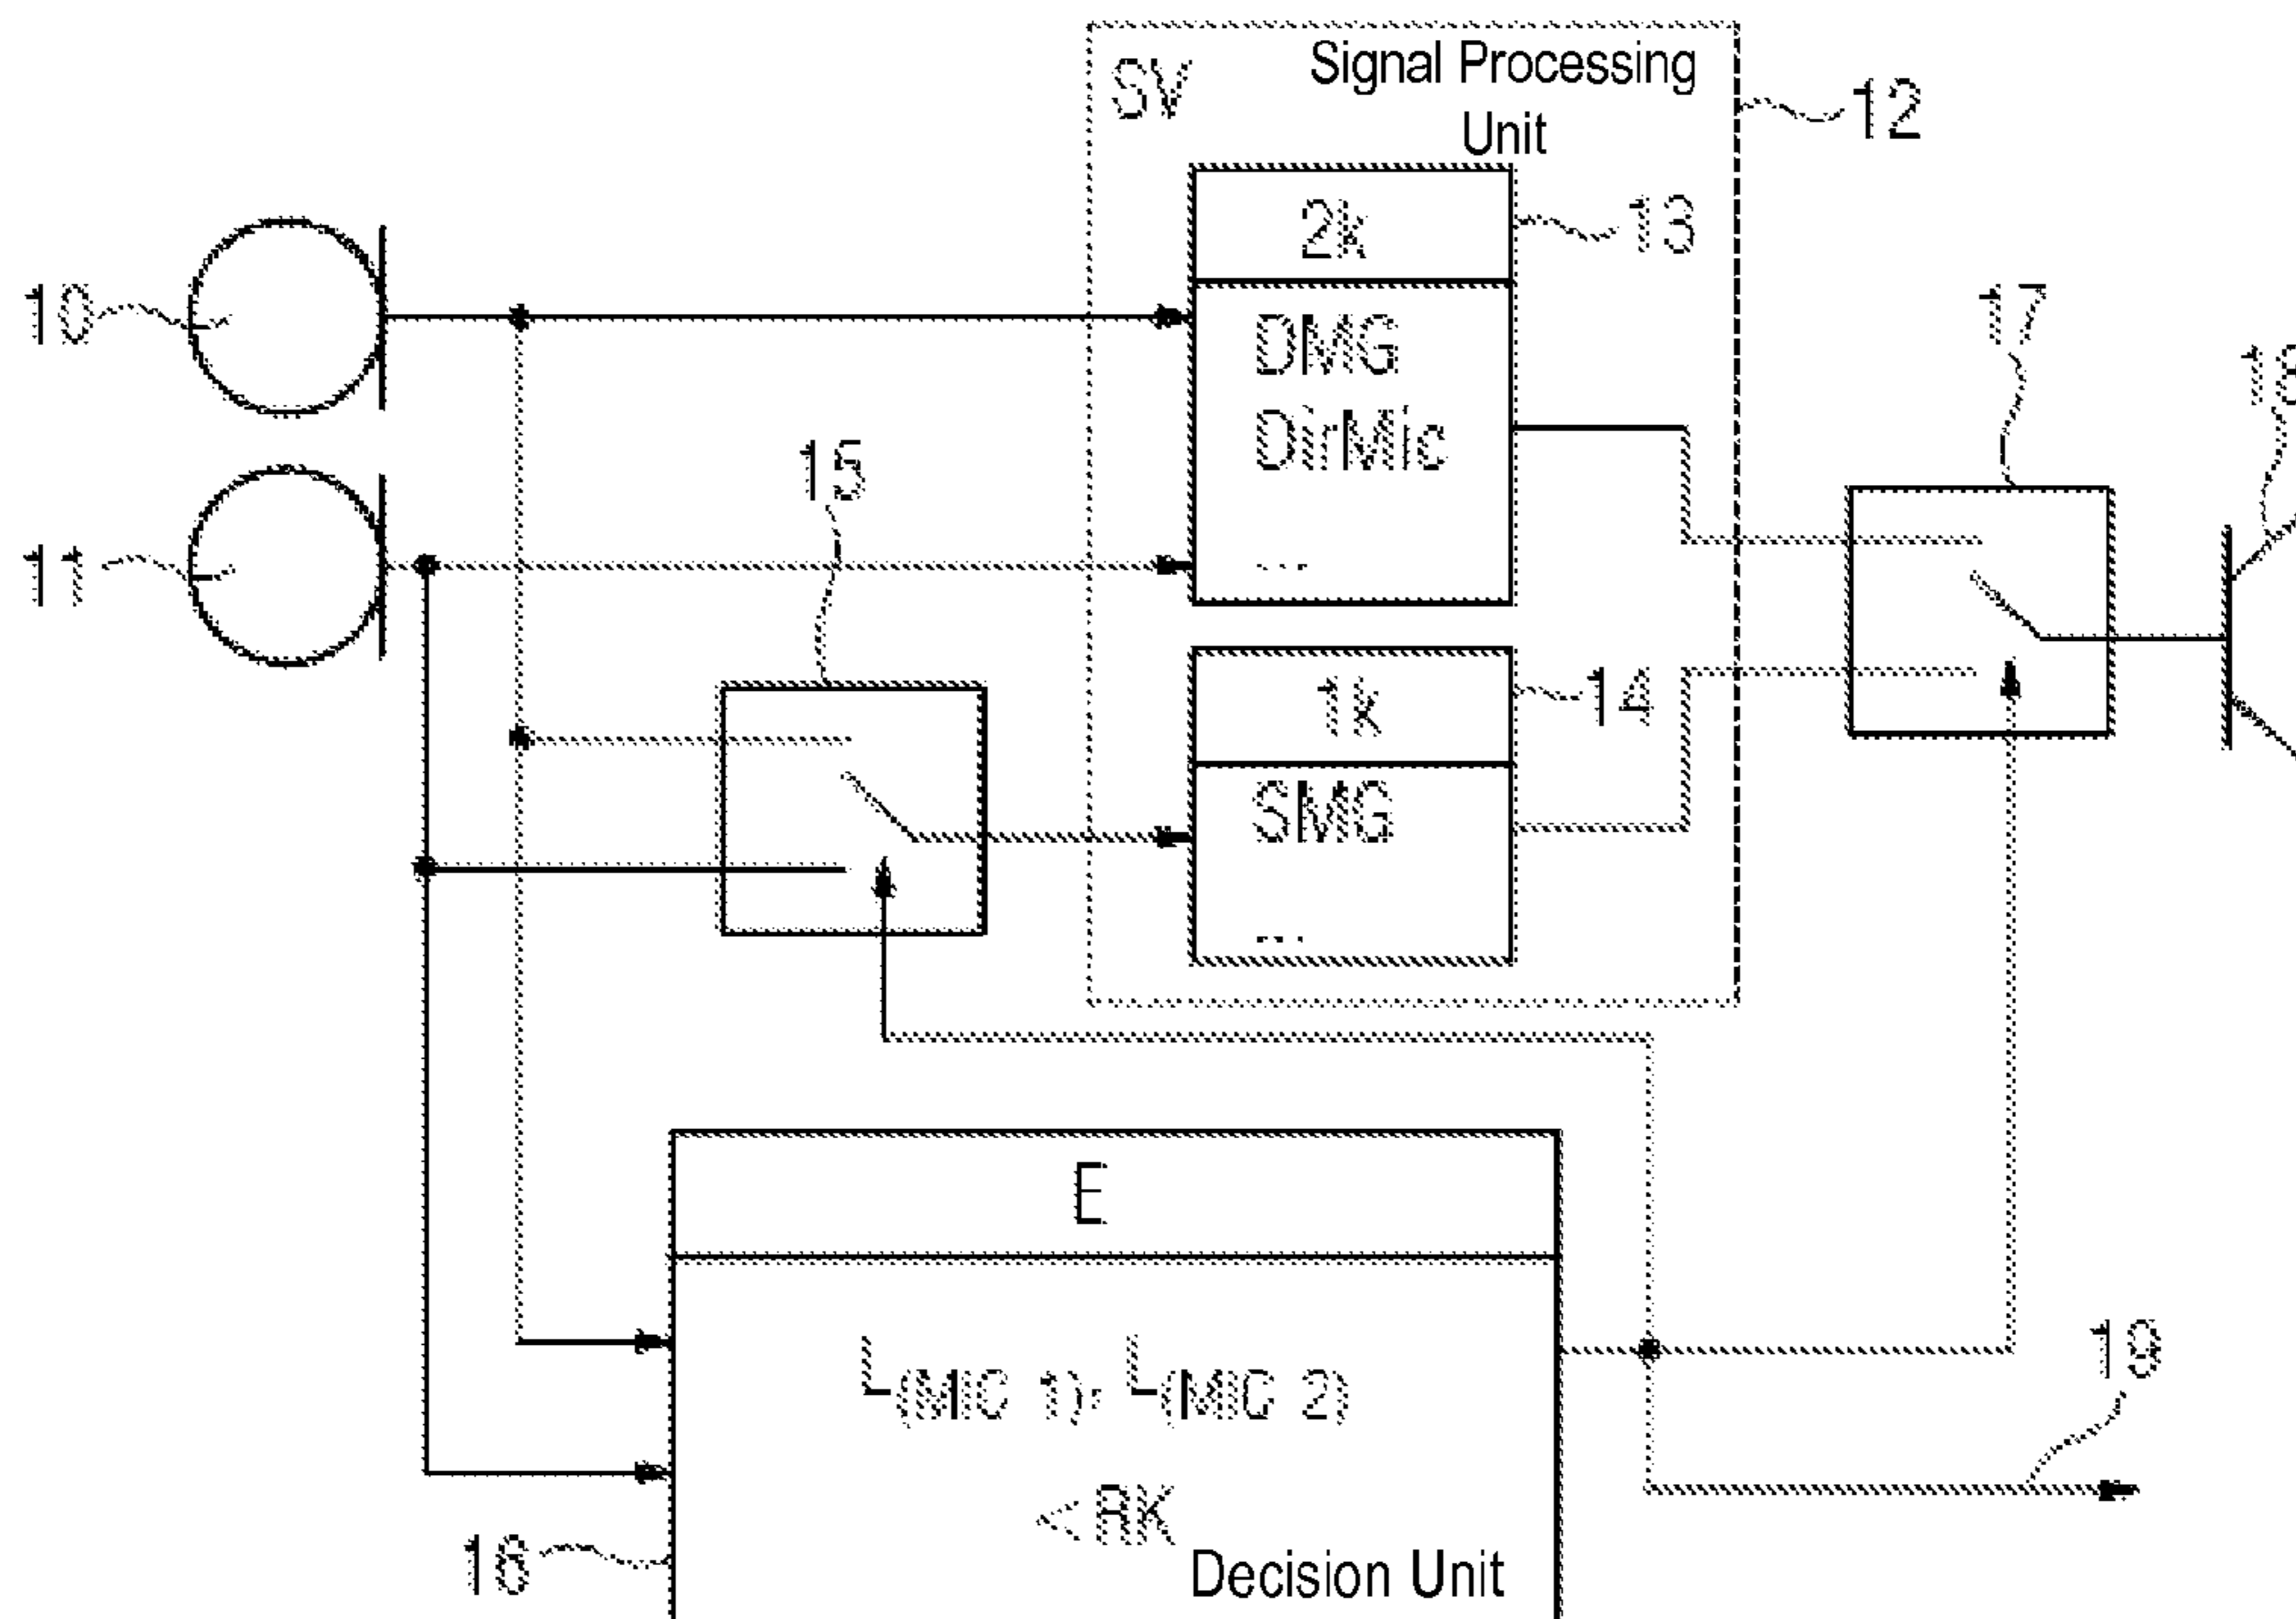 SV
Signal Processing
Unit
12
2k
13
10
DMG
17
DirMic
18
15
11
...
1k
14
SMG
...
E
L(MIC 1), L(MIC 2)
19
<RK
16
Decision Unit